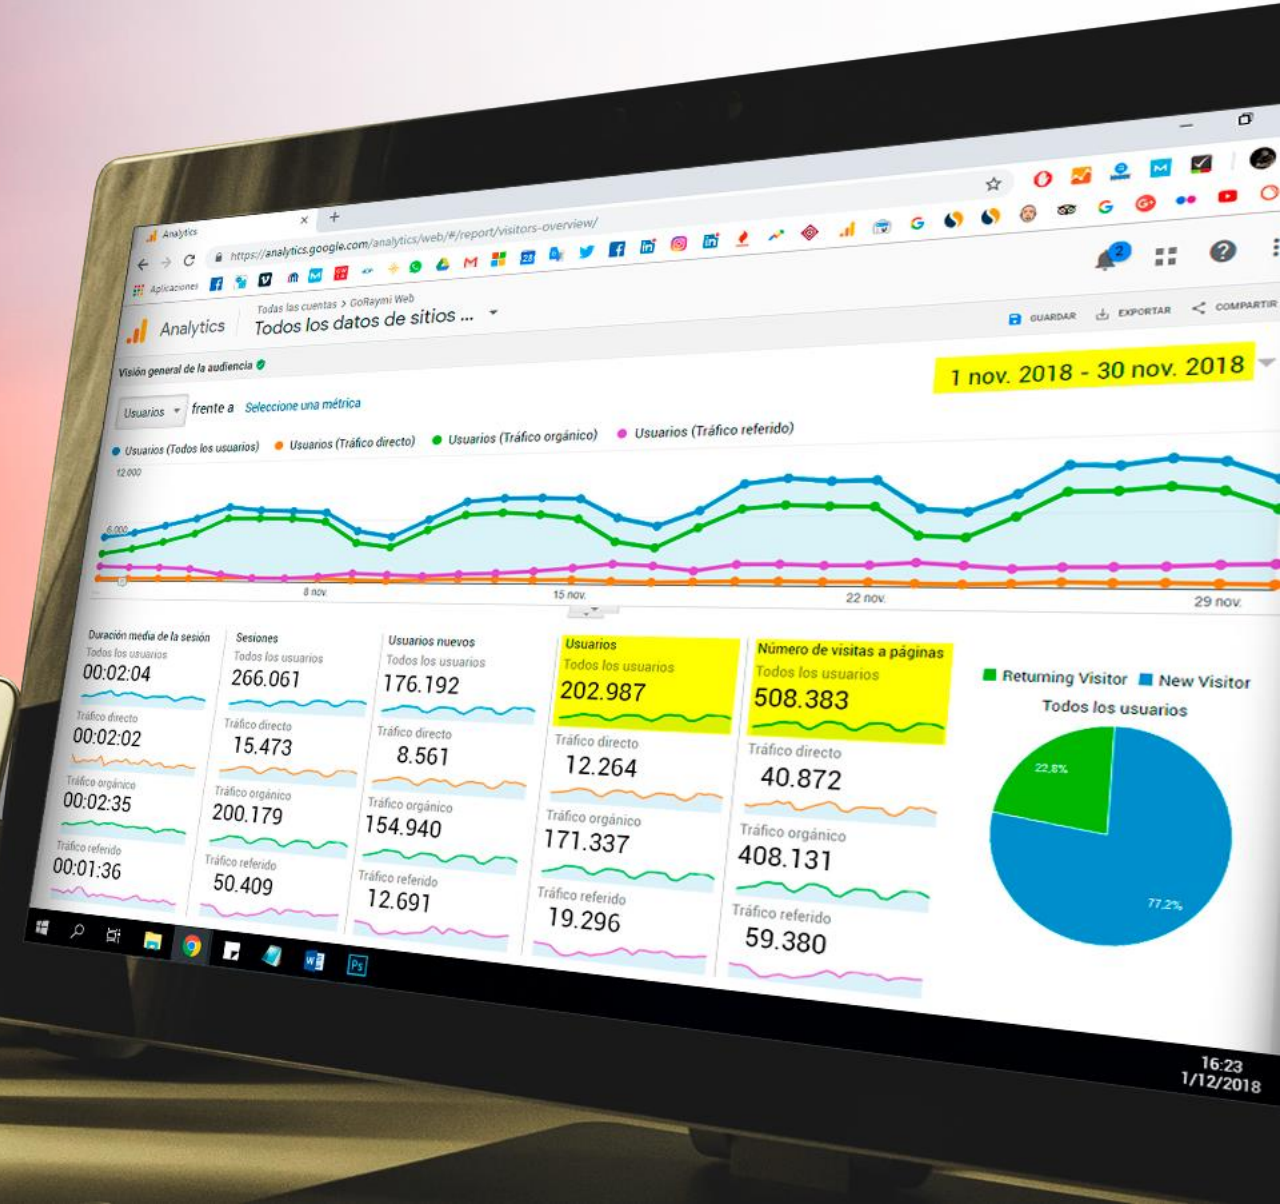 Analytics
https://analytics.google.com/analytics/web/#/report/visitors-overview/
Aplicaciones
28
Analytics
Todas las cuentas > GoRaymi Web
Todos los datos de sitios ...
2
GUARDAR EXPORTAR COMPARTIR
Visión general de la audiencia
1 nov. 2018 - 30 nov. 2018
Usuarios frente a Seleccione una métrica
Usuarios (Todos los usuarios) Usuarios (Tráfico directo) Usuarios (Tráfico orgánico) Usuarios (Tráfico referido)
12.000
6.000
8 nov. 15 nov. 22 nov. 29 nov.
Duración media de la sesión
Todos los usuarios
00:02:04
Tráfico directo
00:02:02
Tráfico orgánico
00:02:35
Tráfico referido
00:01:36
Sesiones
Todos los usuarios
266.061
Tráfico directo
15.473
Tráfico orgánico
200.179
Tráfico referido
50.409
Usuarios nuevos
Todos los usuarios
176.192
Tráfico directo
8.561
Tráfico orgánico
154.940
Tráfico referido
12.691
Usuarios
Todos los usuarios
202.987
Tráfico directo
12.264
Tráfico orgánico
171.337
Tráfico referido
19.296
Número de visitas a páginas
Todos los usuarios
508.383
Tráfico directo
40.872
Tráfico orgánico
408.131
Tráfico referido
59.380
Returning Visitor New Visitor
Todos los usuarios
22,8%
77,2%
Ps
16:23
1/12/2018